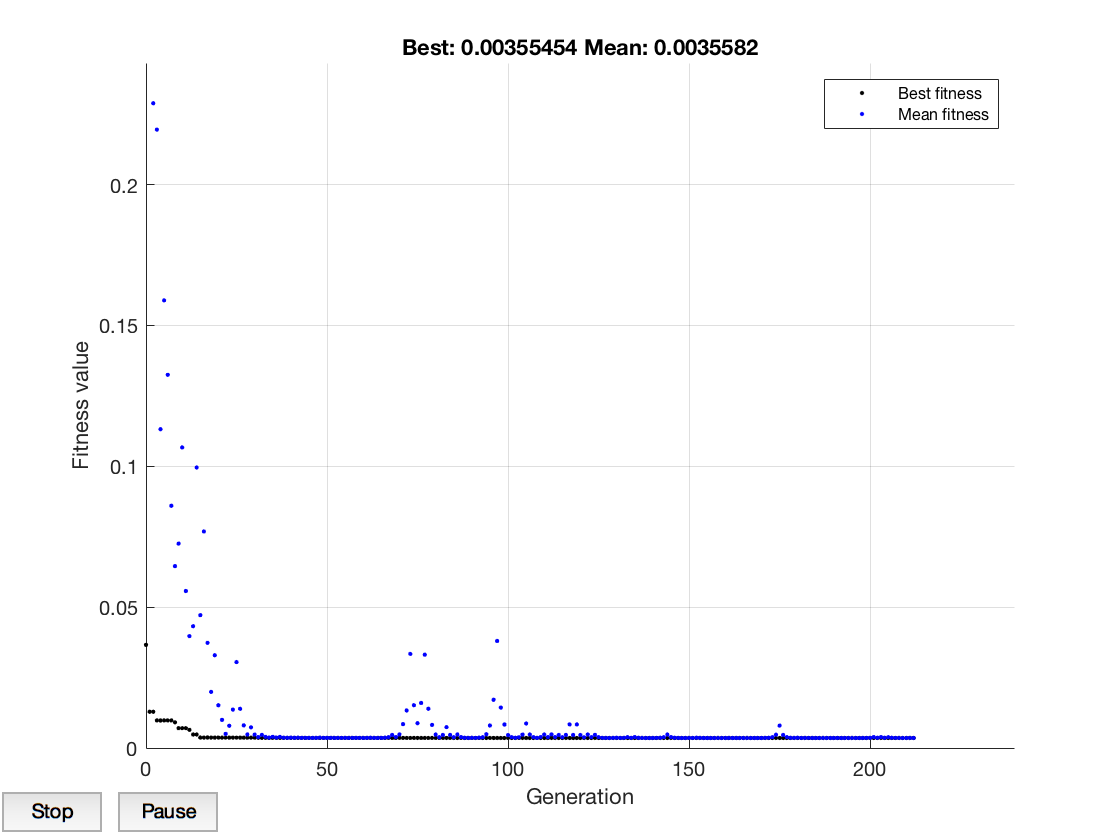 Best: 0.00355454 Mean: 0.0035582
Best fitness
Mean fitness
0.2
0.15
0.1
0.05
0
Fitness value
0 50 100 150 200
Generation
Stop Pause